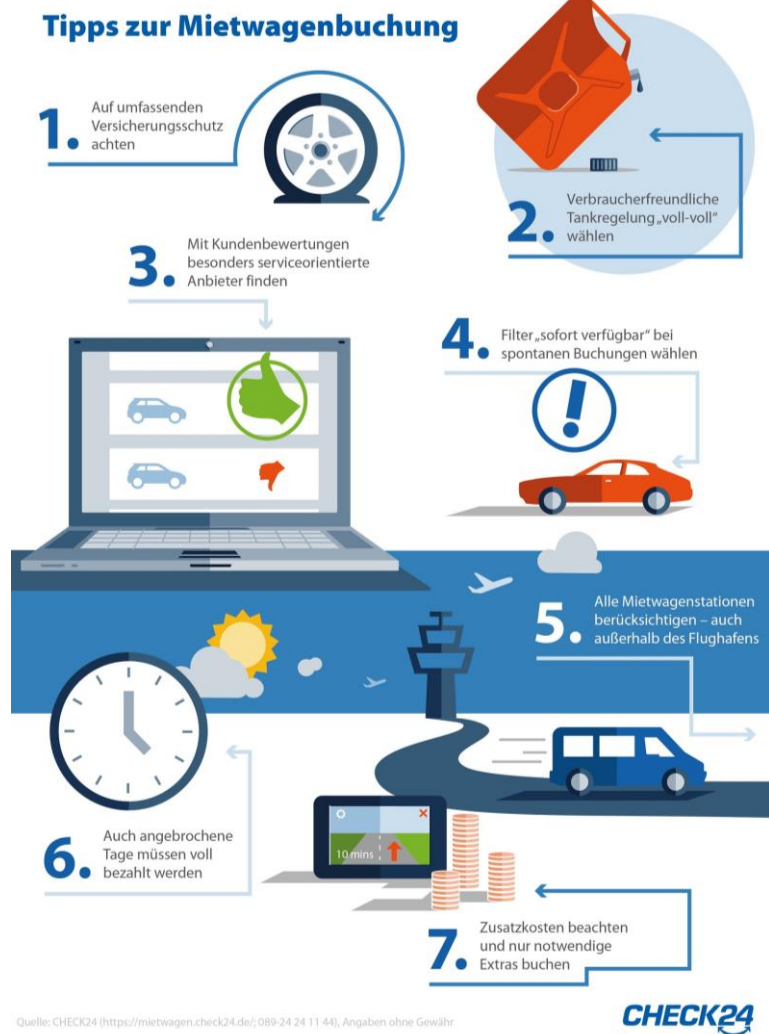 Tipps zur Mietwagenbuchung
1. Auf umfassenden
Versicherungsschutz
achten
2. Verbraucherfreundliche
Tankregelung „voll-voll“
wählen
3. Mit Kundenbewertungen
besonders serviceorientierte
Anbieter finden
4. Filter „sofort verfügbar“ bei
spontanen Buchungen wählen
5. Alle Mietwagenstationen
berücksichtigen – auch
außerhalb des Flughafens
6. Auch angebrochene
Tage müssen voll
bezahlt werden
10 mins
7. Zusatzkosten beachten
und nur notwendige
Extras buchen
Quelle: CHECK24 (https://mietwagen.check24.de/; 089-24 24 11 44), Angaben ohne Gewähr
CHECK24